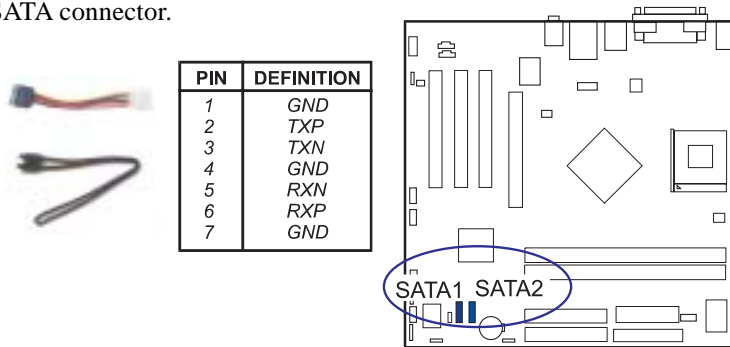 SATA connector.
PIN DEFINITION
1 GND
2 TXP
3 TXN
4 GND
5 RXN
6 RXP
7 GND
SATA1 SATA2